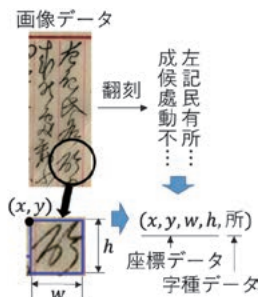 画像データ
翻刻
左記民有所…
成候處動不…
(x, y)
h
w
(x, y, w, h, 所)
座標データ
字種データ